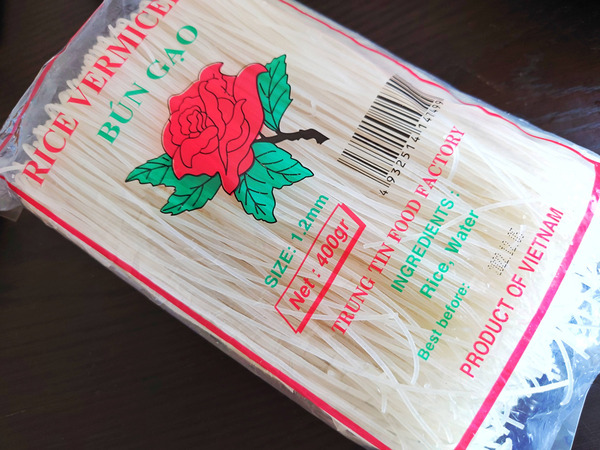 RICE VERMICEL
BÚN GẠO
SIZE: 1.2mm
Net : 400gr
TRUNG TIN FOOD FACTORY
INGREDIENTS :
Rice, Water
Best before:
PRODUCT OF VIETNAM